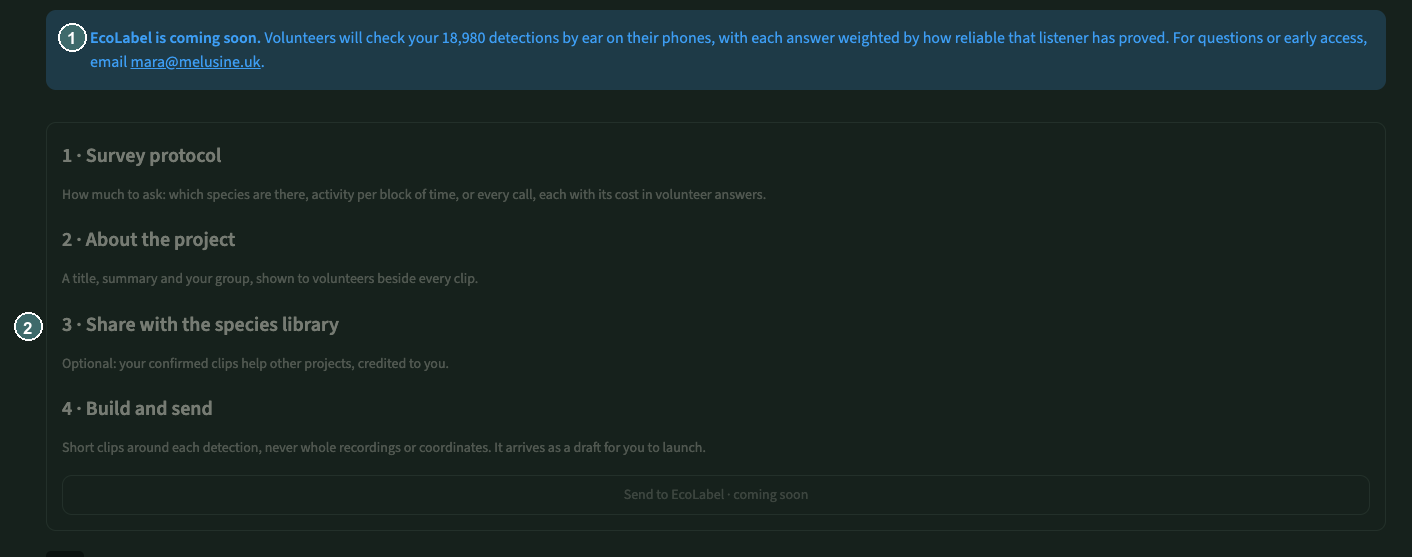 1 EcoLabel is coming soon. Volunteers will check your 18,980 detections by ear on their phones, with each answer weighted by how reliable that listener has proved. For questions or early access,
email mara@melusine.uk.
1 · Survey protocol
How much to ask: which species are there, activity per block of time, or every call, each with its cost in volunteer answers.
2 · About the project
A title, summary and your group, shown to volunteers beside every clip.
2 3 · Share with the species library
Optional: your confirmed clips help other projects, credited to you.
4 · Build and send
Short clips around each detection, never whole recordings or coordinates. It arrives as a draft for you to launch.
Send to EcoLabel · coming soon